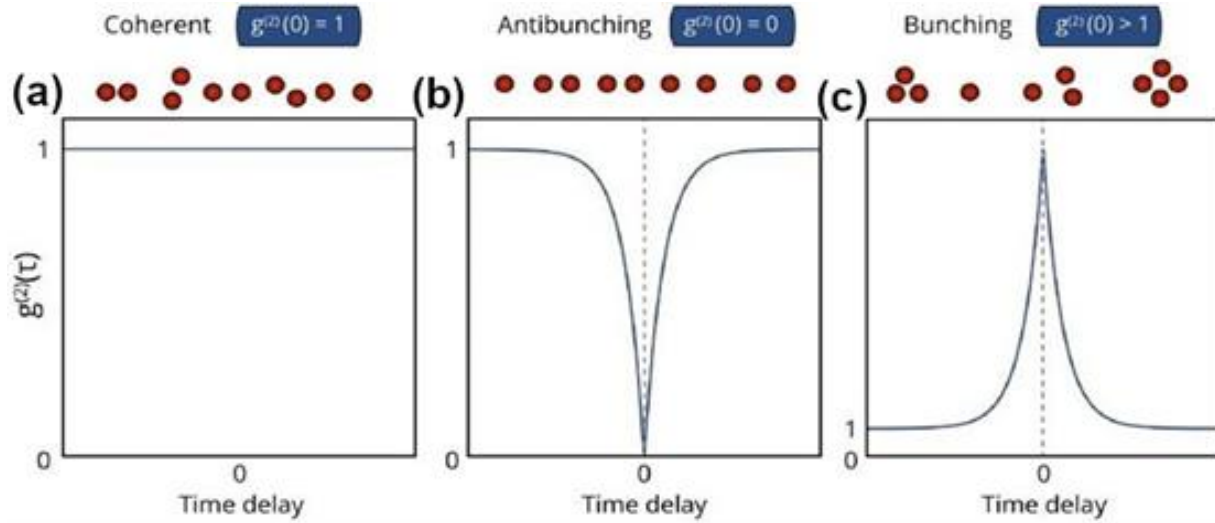 Coherent g⁽²⁾(0) = 1
Antibunching g⁽²⁾(0) = 0
Bunching g⁽²⁾(0) > 1
(a)
(b)
(c)
g⁽²⁾(τ)
1
0
0
Time delay
1
0
0
Time delay
1
0
0
Time delay